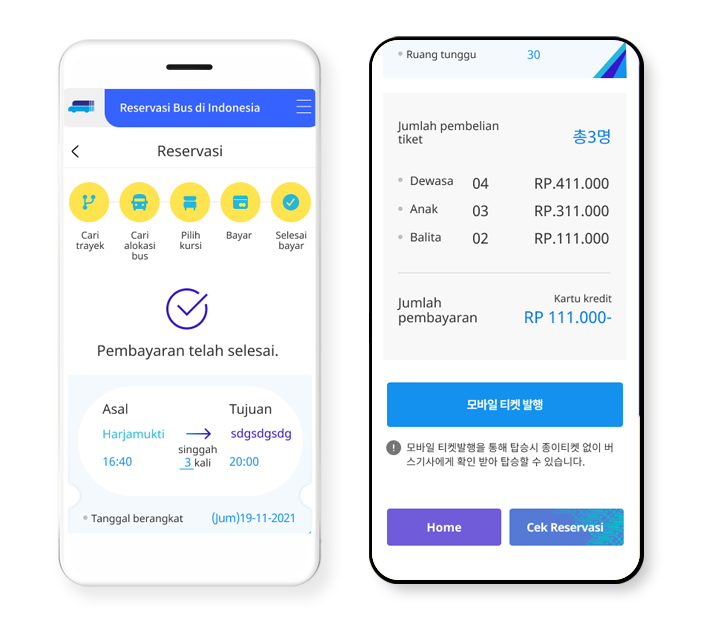 Reservasi Bus di Indonesia
Reservasi
Cari
trayek
Cari
alokasi
bus
Pilih
kursi
Bayar
Selesai
bayar
Pembayaran telah selesai.
Asal
Tujuan
Harjamukti
sdgsdgsdg
singgah
3 kali
16:40
20:00
Tanggal berangkat
(Jum)19-11-2021
Ruang tunggu 30
Jumlah pembelian
tiket
총3명
Dewasa 04 RP.411.000
Anak 03 RP.311.000
Balita 02 RP.111.000
Jumlah
pembayaran
Kartu kredit
RP 111.000-
모바일 티켓 발행
모바일 티켓발행을 통해 탑승시 종이티켓 없이 버
스기사에게 확인 받아 탑승할 수 있습니다.
Home
Cek Reservasi